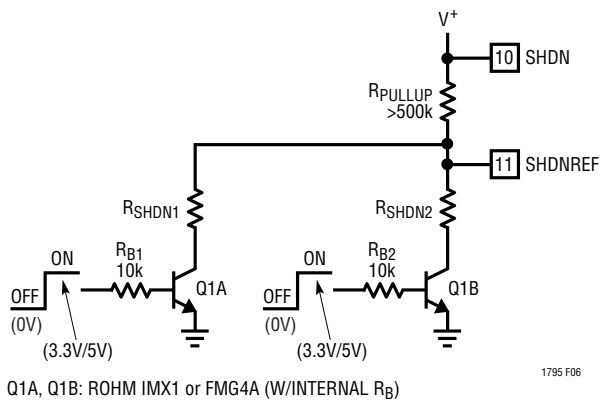 V+
10 SHDN
RPULLUP
>500k
11 SHDNREF
RSHDN1
RSHDN2
ON
RB1
10k
Q1A
OFF
(0V)
(3.3V/5V)
ON
RB2
10k
Q1B
OFF
(0V)
(3.3V/5V)
1795 F06
Q1A, Q1B: ROHM IMX1 or FMG4A (W/INTERNAL RB)